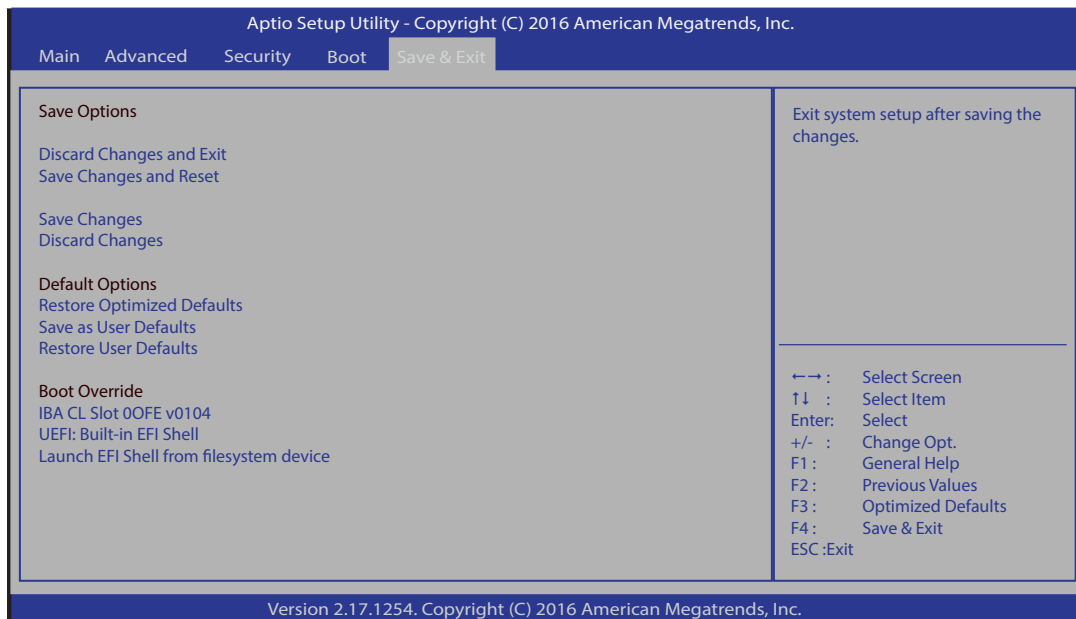 Aptio Setup Utility - Copyright (C) 2016 American Megatrends, Inc.
Main Advanced Security Boot Save & Exit
Save Options
Discard Changes and Exit
Save Changes and Reset
Save Changes
Discard Changes
Default Options
Restore Optimized Defaults
Save as User Defaults
Restore User Defaults
Boot Override
IBA CL Slot 0OFE v0104
UEFI: Built-in EFI Shell
Launch EFI Shell from filesystem device
Exit system setup after saving the
changes.
←→ : Select Screen
↑↓ : Select Item
Enter: Select
+/- : Change Opt.
F1 : General Help
F2 : Previous Values
F3 : Optimized Defaults
F4 : Save & Exit
ESC :Exit
Version 2.17.1254. Copyright (C) 2016 American Megatrends, Inc.